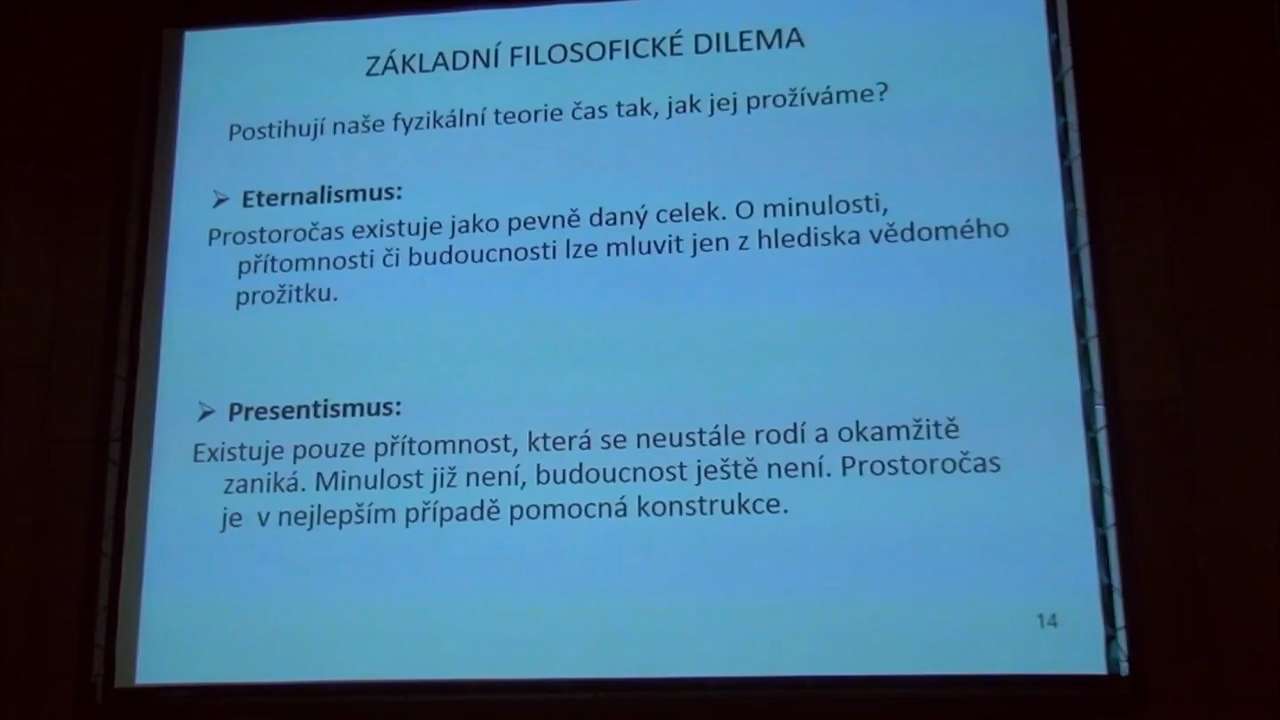 ZÁKLADNÍ FILOSOFICKÉ DILEMA
Postihují naše fyzikální teorie čas tak, jak jej prožíváme?
➢ Eternalismus:
Prostoročas existuje jako pevně daný celek. O minulosti,
přítomnosti či budoucnosti lze mluvit jen z hlediska vědomého
prožitku.
➢ Presentismus:
Existuje pouze přítomnost, která se neustále rodí a okamžitě
zaniká. Minulost již není, budoucnost ještě není. Prostoročas
je v nejlepším případě pomocná konstrukce.
14